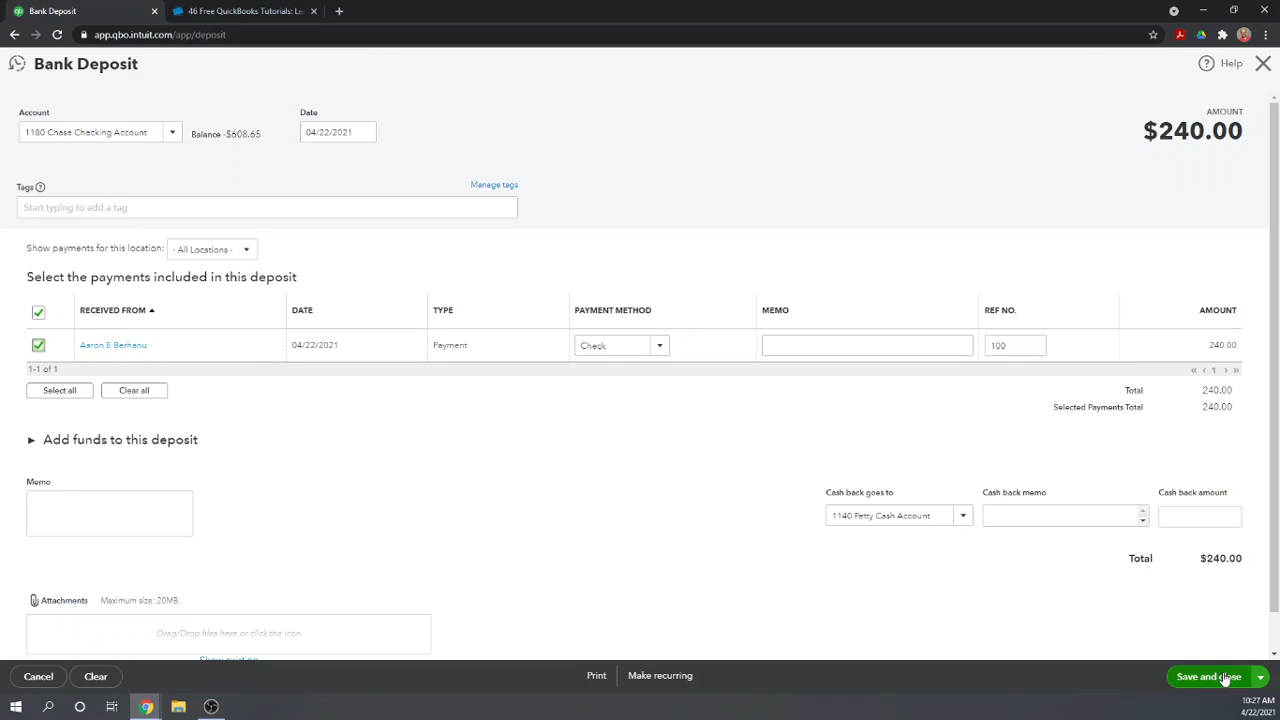 Bank Deposit
46 Free QuickBooks Tutorials: Le
app.qbo.intuit.com/app/deposit
Bank Deposit
Help
Account
Date
AMOUNT
1180 Chase Checking Account
Balance -$608.65
04/22/2021
$240.00
Tags
Manage tags
Start typing to add a tag
Show payments for this location: - All Locations -
Select the payments included in this deposit
RECEIVED FROM DATE TYPE PAYMENT METHOD MEMO REF NO. AMOUNT
Aaron E Berhanu 04/22/2021 Payment Check 100 240.00
1-1 of 1
« ‹ 1 › »
Select all Clear all
Total 240.00
Selected Payments Total 240.00
Add funds to this deposit
Memo
Cash back goes to Cash back memo Cash back amount
1140 Petty Cash Account
Total $240.00
Attachments Maximum size: 20MB
Drag/Drop files here or click the icon
Show existing
Cancel Clear Print Make recurring Save and close
10:27 AM
4/22/2021